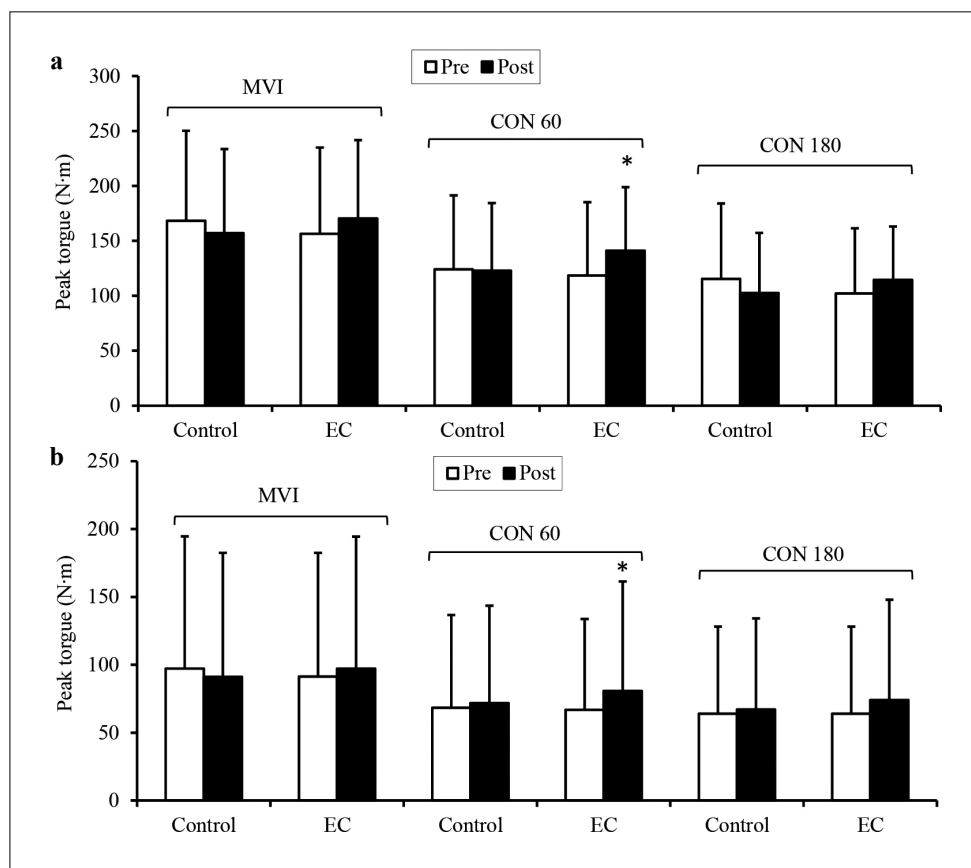 a
Pre Post
MVI
CON 60
CON 180
*
Peak torgue (N·m)
300
250
200
150
100
50
0
Control EC Control EC Control EC
b
Pre Post
MVI
CON 60
CON 180
*
Peak torgue (N·m)
250
200
150
100
50
0
Control EC Control EC Control EC